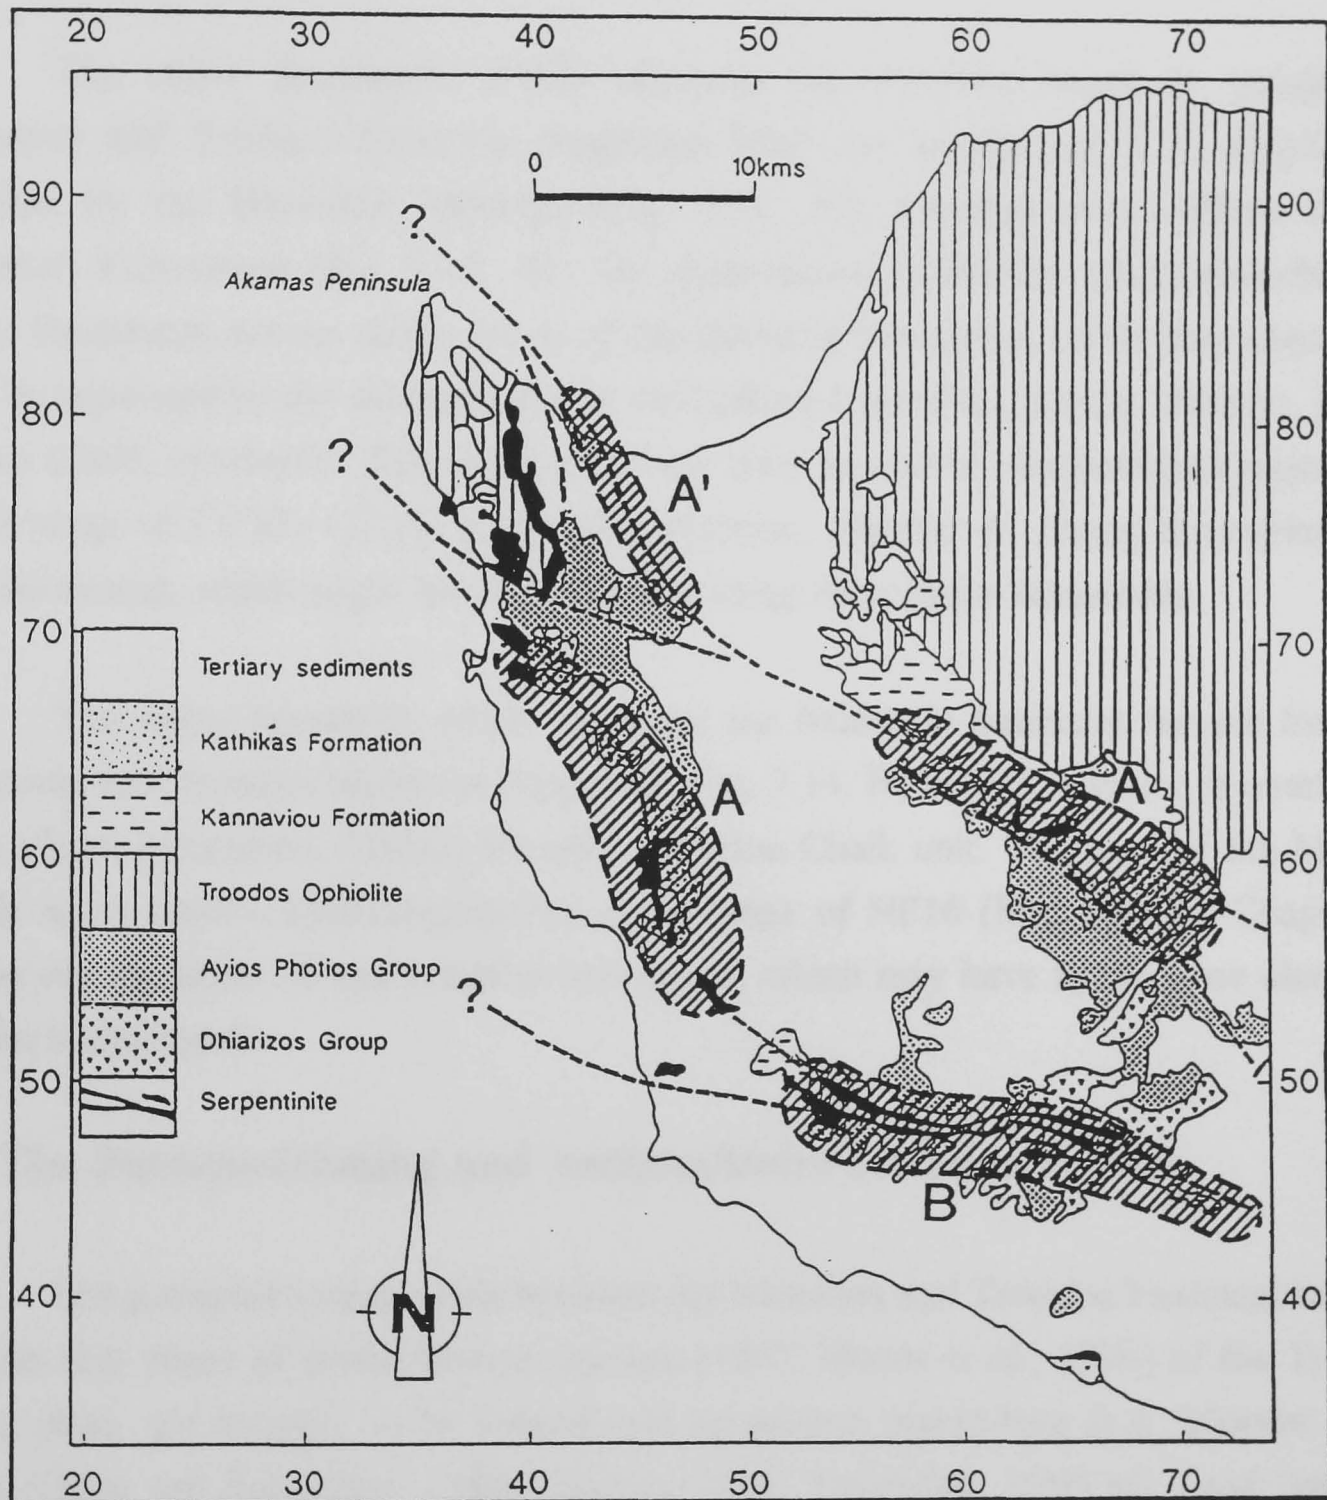 20 30 40 50 60 70
0 10kms
90 90
?
Akamas Peninsula
80 80
?
A'
70 70
Tertiary sediments
Kathikas Formation
A A
Kannaviou Formation
60 60
Troodos Ophiolite
Ayios Photios Group
?
Dhiarizos Group
50 50
Serpentinite
B
40 40
N
20 30 40 50 60 70